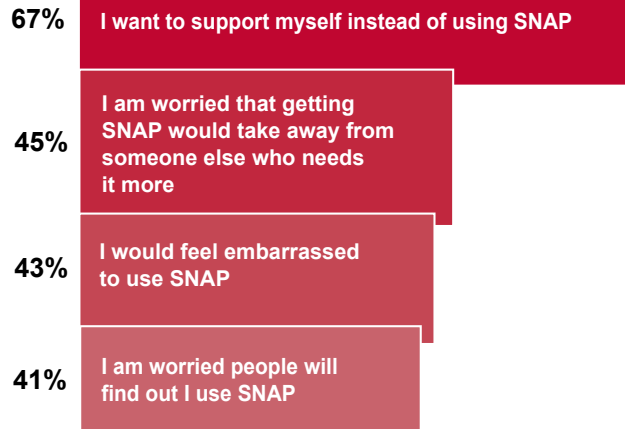 67% I want to support myself instead of using SNAP
I am worried that getting
SNAP would take away from
45% someone else who needs
it more
I would feel embarrassed
43% to use SNAP
I am worried people will
41% find out I use SNAP